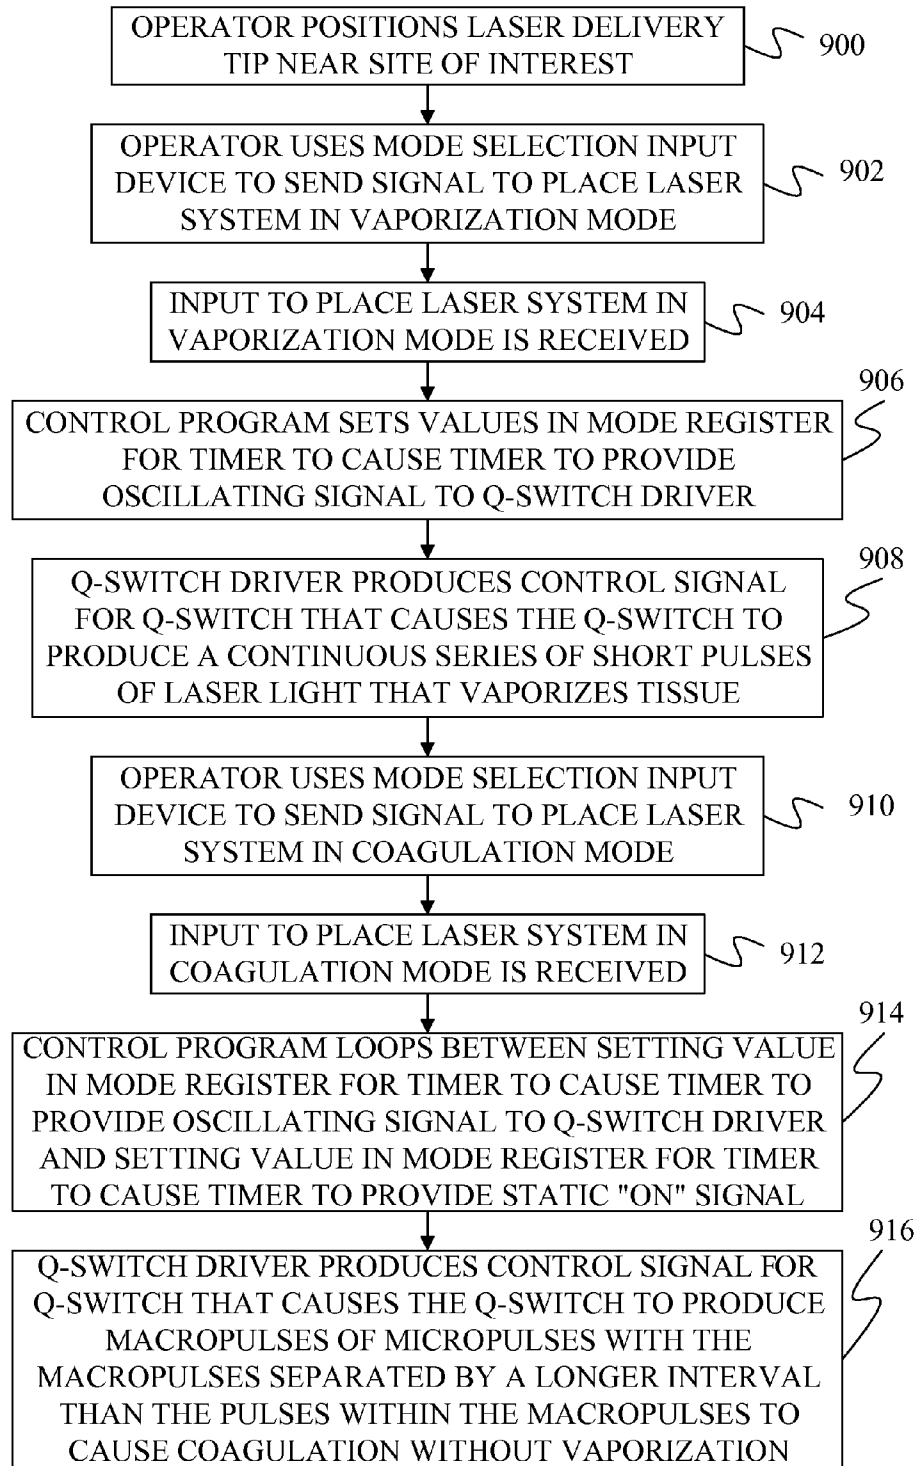 OPERATOR POSITIONS LASER DELIVERY
TIP NEAR SITE OF INTEREST
900
OPERATOR USES MODE SELECTION INPUT
DEVICE TO SEND SIGNAL TO PLACE LASER
SYSTEM IN VAPORIZATION MODE
902
INPUT TO PLACE LASER SYSTEM IN
VAPORIZATION MODE IS RECEIVED
904
CONTROL PROGRAM SETS VALUES IN MODE REGISTER
FOR TIMER TO CAUSE TIMER TO PROVIDE
OSCILLATING SIGNAL TO Q-SWITCH DRIVER
906
Q-SWITCH DRIVER PRODUCES CONTROL SIGNAL
FOR Q-SWITCH THAT CAUSES THE Q-SWITCH TO
PRODUCE A CONTINUOUS SERIES OF SHORT PULSES
OF LASER LIGHT THAT VAPORIZES TISSUE
908
OPERATOR USES MODE SELECTION INPUT
DEVICE TO SEND SIGNAL TO PLACE LASER
SYSTEM IN COAGULATION MODE
910
INPUT TO PLACE LASER SYSTEM IN
COAGULATION MODE IS RECEIVED
912
CONTROL PROGRAM LOOPS BETWEEN SETTING VALUE
IN MODE REGISTER FOR TIMER TO CAUSE TIMER TO
PROVIDE OSCILLATING SIGNAL TO Q-SWITCH DRIVER
AND SETTING VALUE IN MODE REGISTER FOR TIMER
TO CAUSE TIMER TO PROVIDE STATIC "ON" SIGNAL
914
Q-SWITCH DRIVER PRODUCES CONTROL SIGNAL FOR
Q-SWITCH THAT CAUSES THE Q-SWITCH TO PRODUCE
MACROPULSES OF MICROPULSES WITH THE
MACROPULSES SEPARATED BY A LONGER INTERVAL
THAN THE PULSES WITHIN THE MACROPULSES TO
CAUSE COAGULATION WITHOUT VAPORIZATION
916